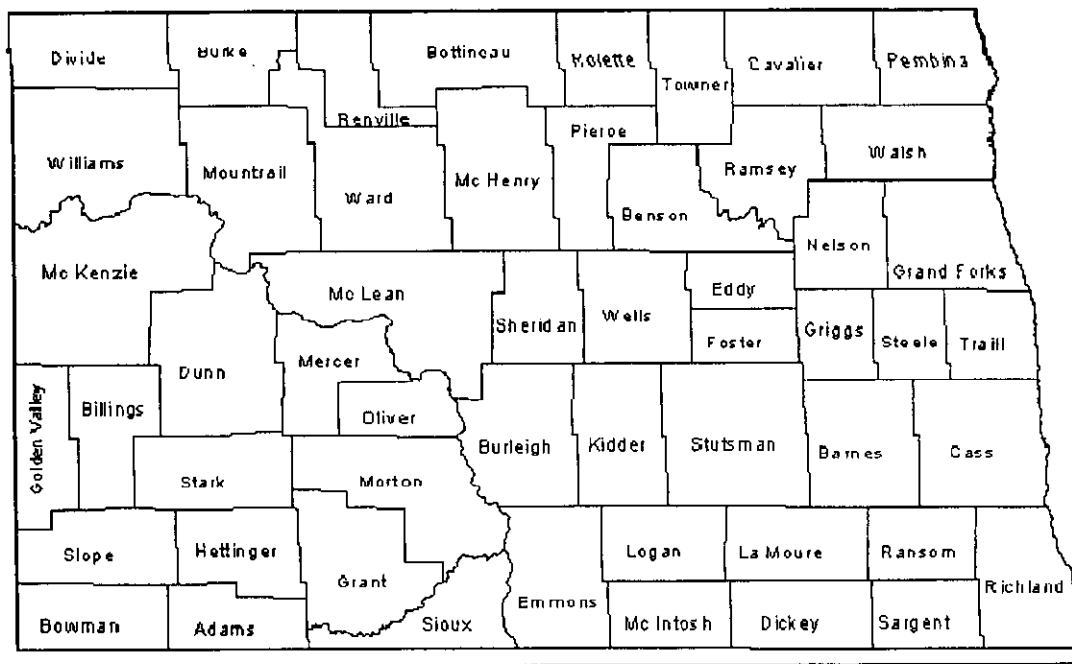 Divide
Burke
Bottineau
Rolette
Towner
Cavalier
Pembina
Renville
Pierce
Williams
Mountrail
Ward
Mc Henry
Ramsey
Walsh
Benson
Nelson
Grand Forks
Mc Kenzie
Mc Lean
Sheridan
Wells
Eddy
Foster
Griggs
Steele
Traill
Dunn
Mercer
Oliver
Golden Valley
Billings
Stark
Morton
Burleigh
Kidder
Stutsman
Barnes
Cass
Slope
Hettinger
Grant
Logan
La Moure
Ransom
Richland
Bowman
Adams
Sioux
Emmons
Mc Intosh
Dickey
Sargent